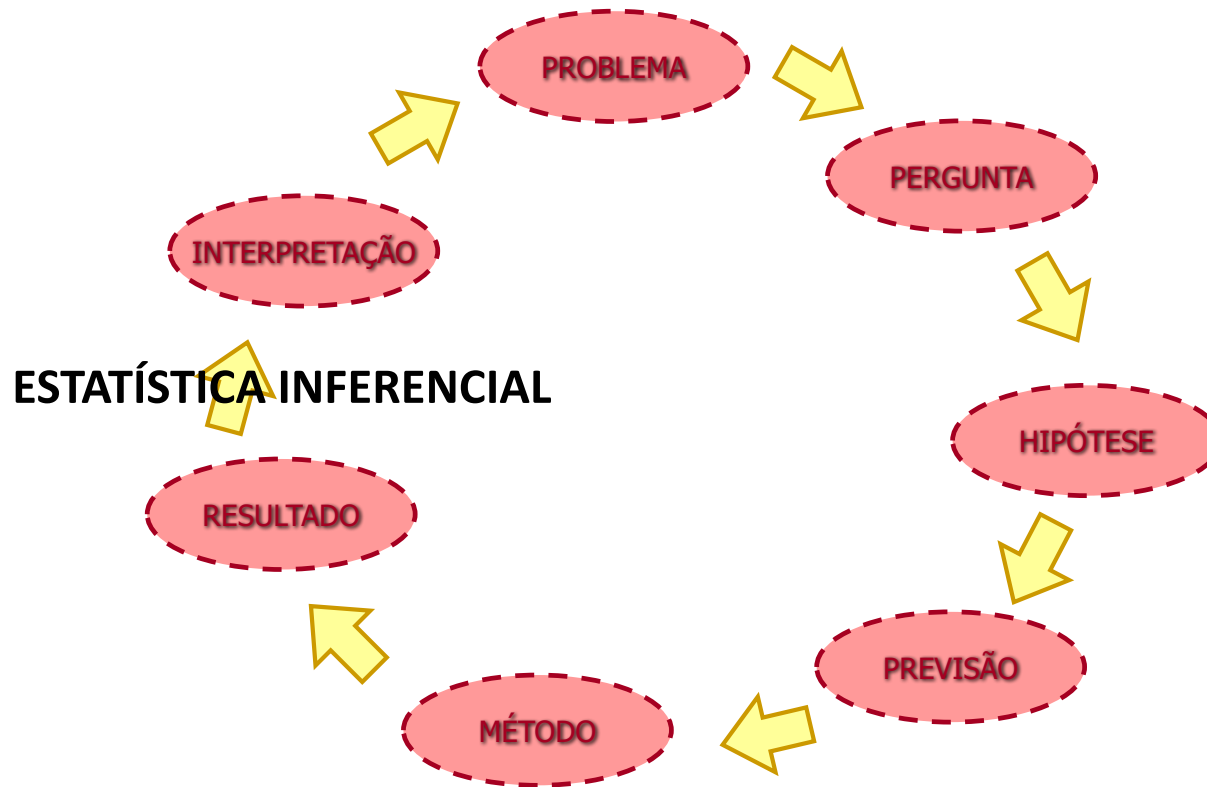 PROBLEMA
PERGUNTA
HIPÓTESE
PREVISÃO
MÉTODO
RESULTADO
ESTATÍSTICA INFERENCIAL
INTERPRETAÇÃO